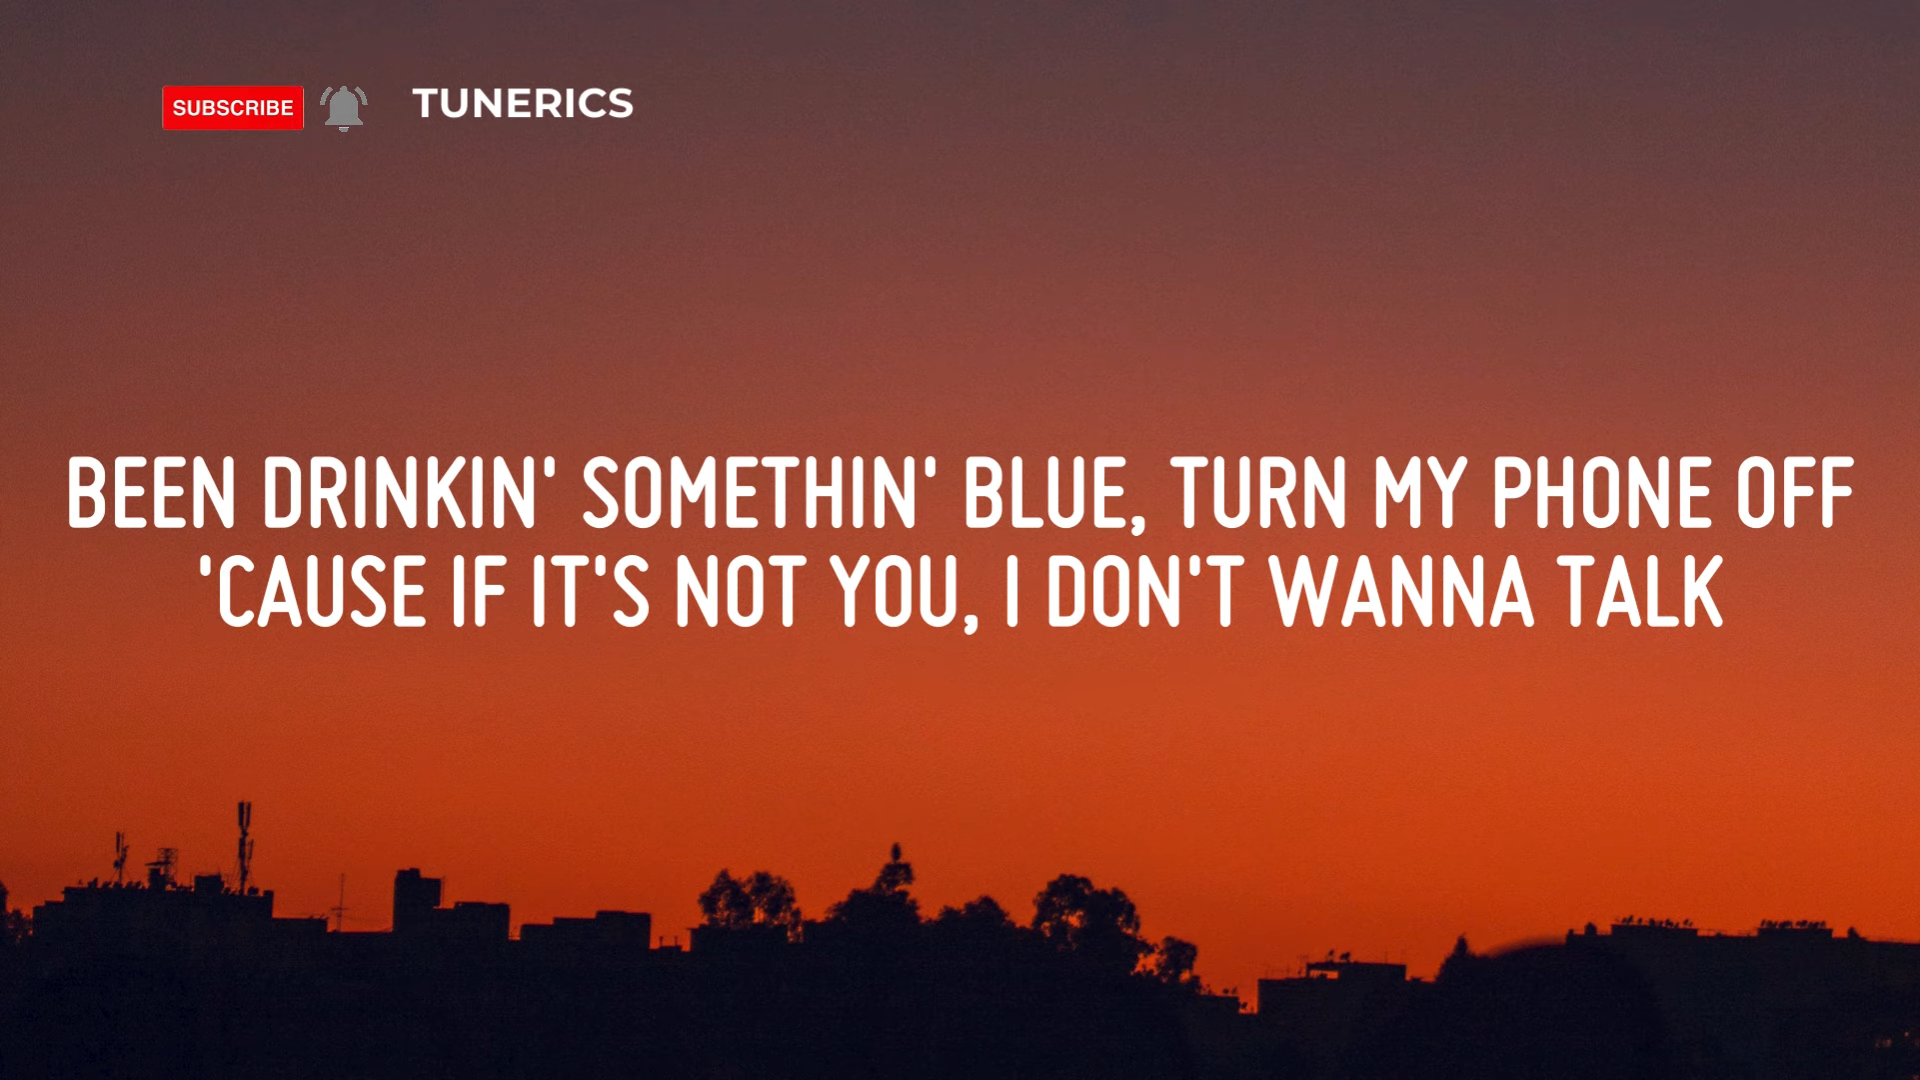 SUBSCRIBE TUNERICS
BEEN DRINKIN' SOMETHIN' BLUE, TURN MY PHONE OFF
'CAUSE IF IT'S NOT YOU, I DON'T WANNA TALK